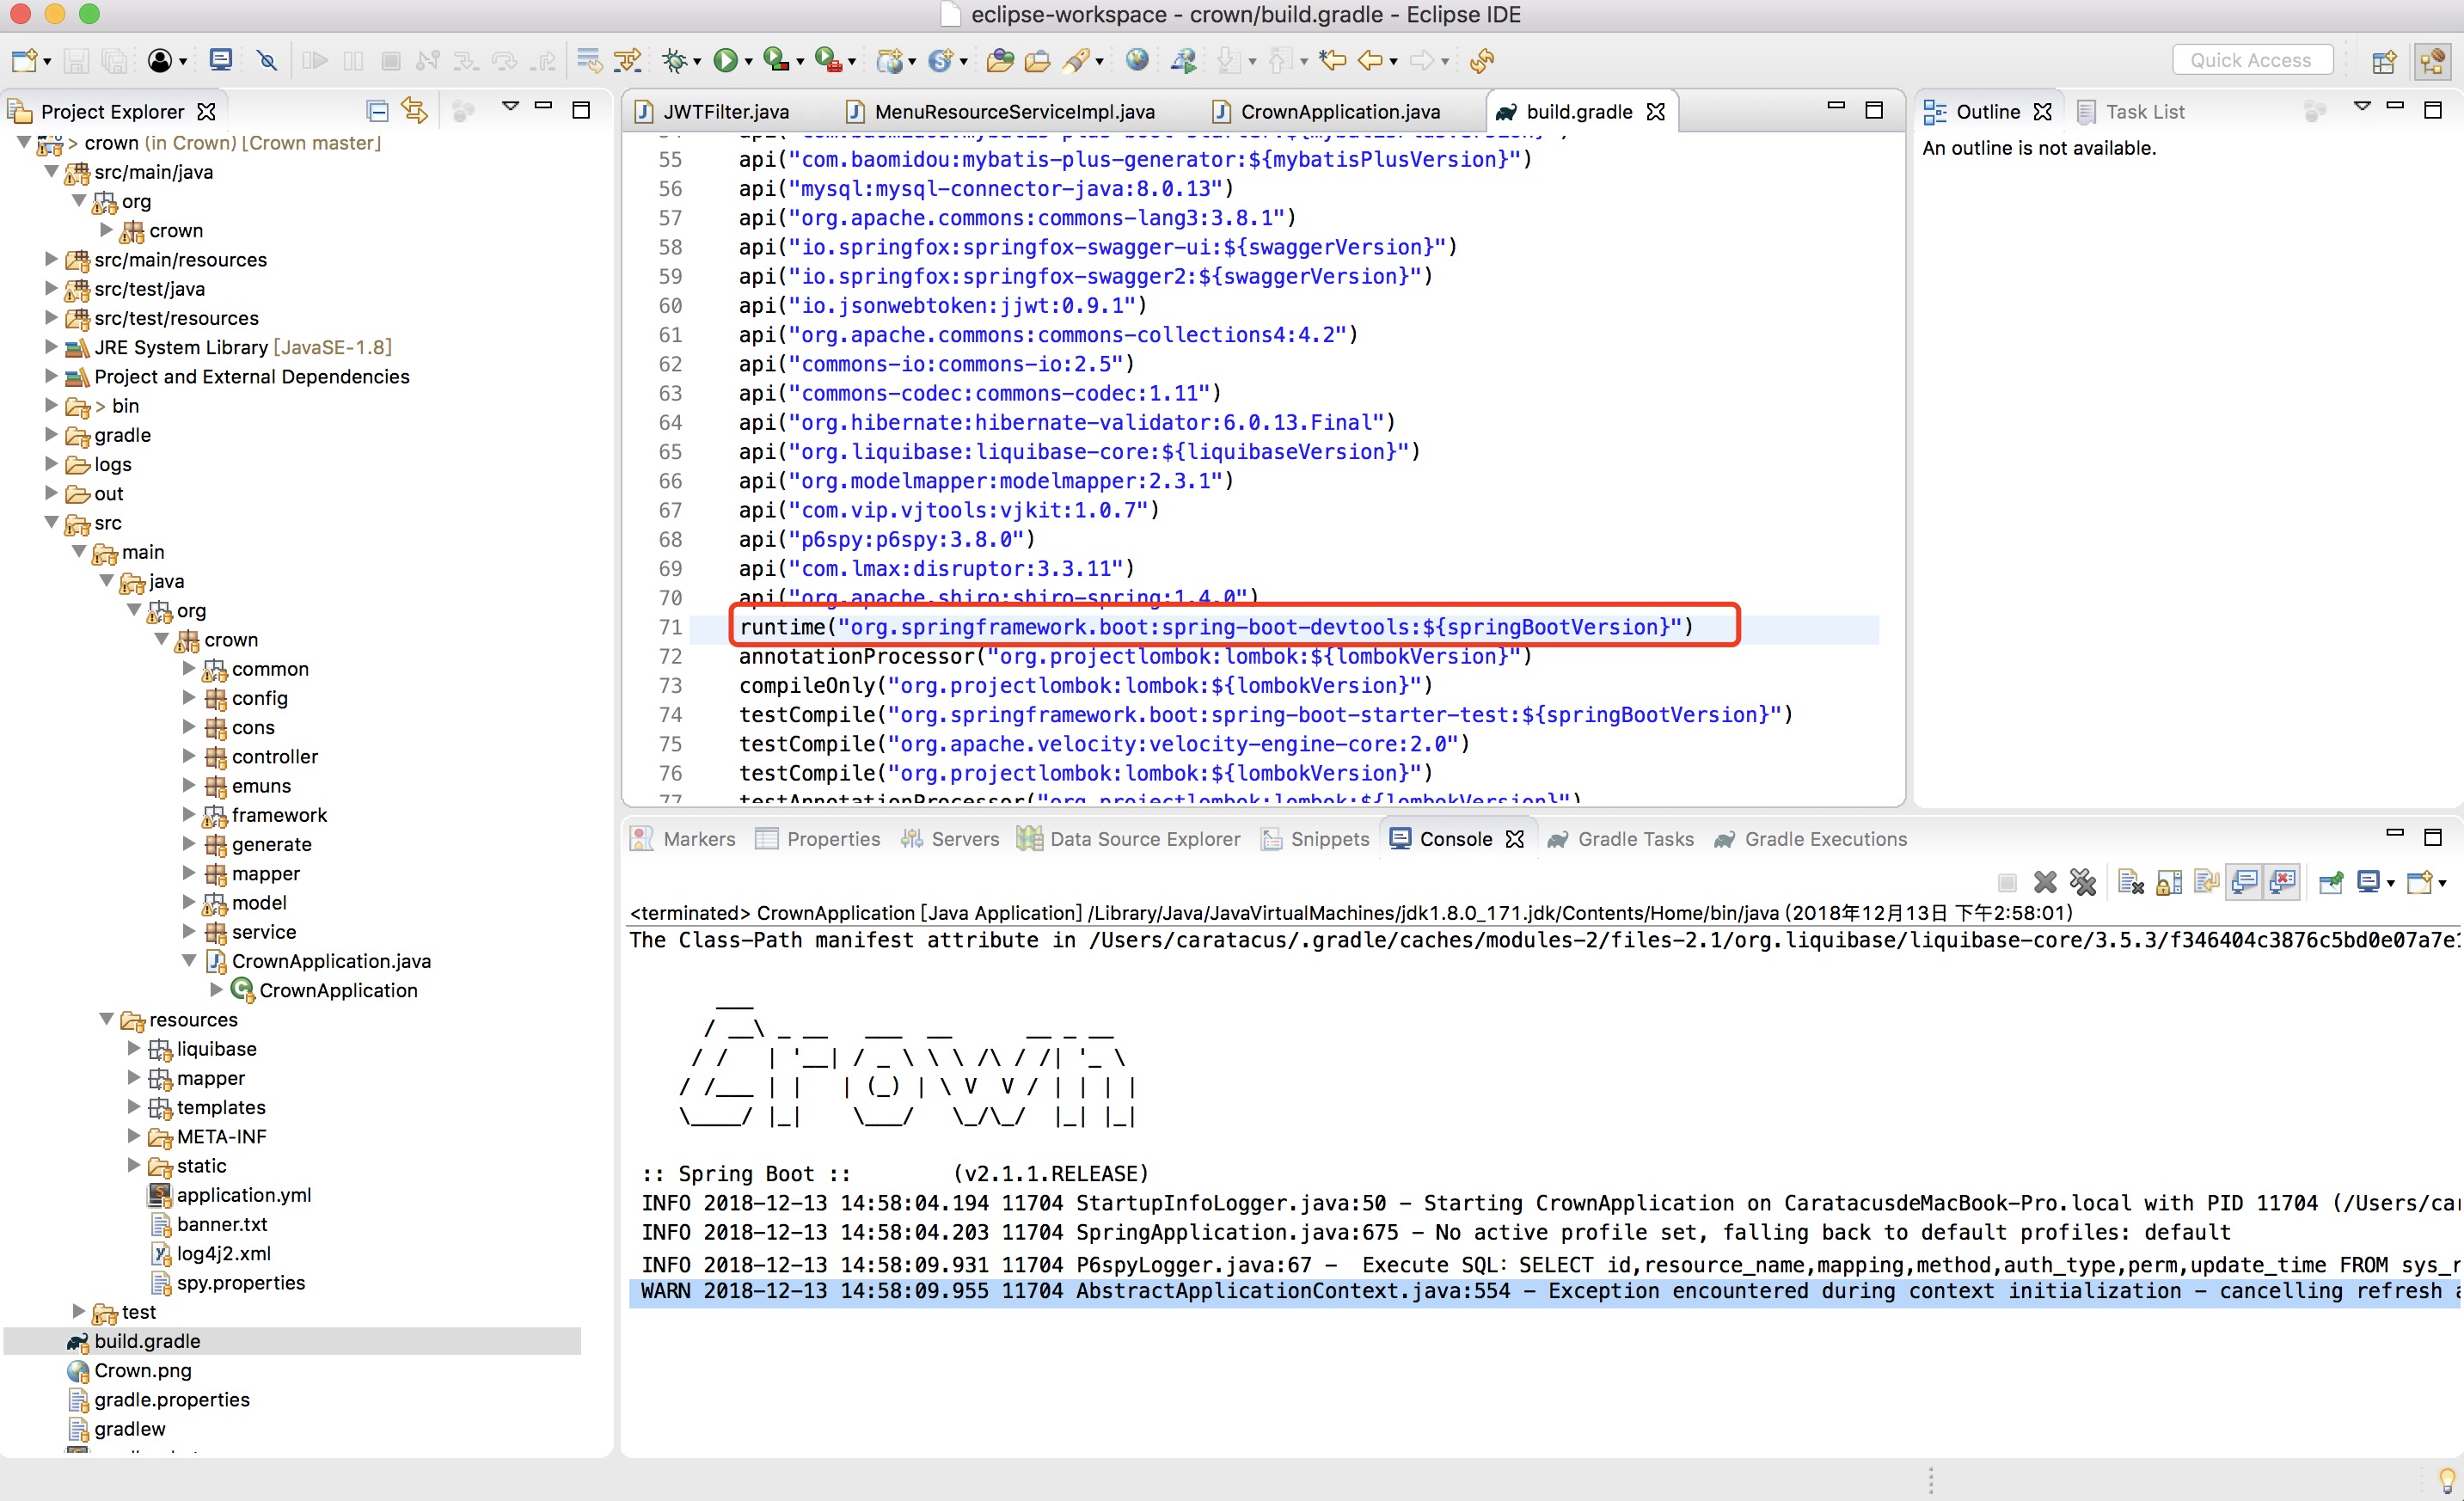 eclipse-workspace - crown/build.gradle - Eclipse IDE
Quick Access
Project Explorer
> crown (in Crown) [Crown master]
src/main/java
org
crown
src/main/resources
src/test/java
src/test/resources
JRE System Library [JavaSE-1.8]
Project and External Dependencies
> bin
gradle
logs
out
src
main
java
org
crown
common
config
cons
controller
emuns
framework
generate
mapper
model
service
CrownApplication.java
CrownApplication
resources
liquibase
mapper
templates
META-INF
static
application.yml
banner.txt
log4j2.xml
spy.properties
test
build.gradle
Crown.png
gradle.properties
gradlew
JWTFilter.java
MenuResourceServiceImpl.java
CrownApplication.java
build.gradle
55 api("com.baomidou:mybatis-plus-generator:${mybatisPlusVersion}")
56 api("mysql:mysql-connector-java:8.0.13")
57 api("org.apache.commons:commons-lang3:3.8.1")
58 api("io.springfox:springfox-swagger-ui:${swaggerVersion}")
59 api("io.springfox:springfox-swagger2:${swaggerVersion}")
60 api("io.jsonwebtoken:jjwt:0.9.1")
61 api("org.apache.commons:commons-collections4:4.2")
62 api("commons-io:commons-io:2.5")
63 api("commons-codec:commons-codec:1.11")
64 api("org.hibernate:hibernate-validator:6.0.13.Final")
65 api("org.liquibase:liquibase-core:${liquibaseVersion}")
66 api("org.modelmapper:modelmapper:2.3.1")
67 api("com.vip.vjtools:vjkit:1.0.7")
68 api("p6spy:p6spy:3.8.0")
69 api("com.lmax:disruptor:3.3.11")
70 api("org.apache.shiro:shiro-spring:1.4.0")
71 runtime("org.springframework.boot:spring-boot-devtools:${springBootVersion}")
72 annotationProcessor("org.projectlombok:lombok:${lombokVersion}")
73 compileOnly("org.projectlombok:lombok:${lombokVersion}")
74 testCompile("org.springframework.boot:spring-boot-starter-test:${springBootVersion}")
75 testCompile("org.apache.velocity:velocity-engine-core:2.0")
76 testCompile("org.projectlombok:lombok:${lombokVersion}")
77 testAnnotationProcessor("org.projectlombok:lombok:${lombokVersion}")
Outline
Task List
An outline is not available.
Markers
Properties
Servers
Data Source Explorer
Snippets
Console
Gradle Tasks
Gradle Executions
<terminated> CrownApplication [Java Application] /Library/Java/JavaVirtualMachines/jdk1.8.0_171.jdk/Contents/Home/bin/java (2018年12月13日 下午2:58:01)
The Class-Path manifest attribute in /Users/caratacus/.gradle/caches/modules-2/files-2.1/org.liquibase/liquibase-core/3.5.3/f346404c3876c5bd0e07a7e
Crown
:: Spring Boot :: (v2.1.1.RELEASE)
INFO 2018-12-13 14:58:04.194 11704 StartupInfoLogger.java:50 - Starting CrownApplication on CaratacusdeMacBook-Pro.local with PID 11704 (/Users/ca
INFO 2018-12-13 14:58:04.203 11704 SpringApplication.java:675 - No active profile set, falling back to default profiles: default
INFO 2018-12-13 14:58:09.931 11704 P6spyLogger.java:67 - Execute SQL: SELECT id,resource_name,mapping,method,auth_type,perm,update_time FROM sys_r
WARN 2018-12-13 14:58:09.955 11704 AbstractApplicationContext.java:554 - Exception encountered during context initialization - cancelling refresh